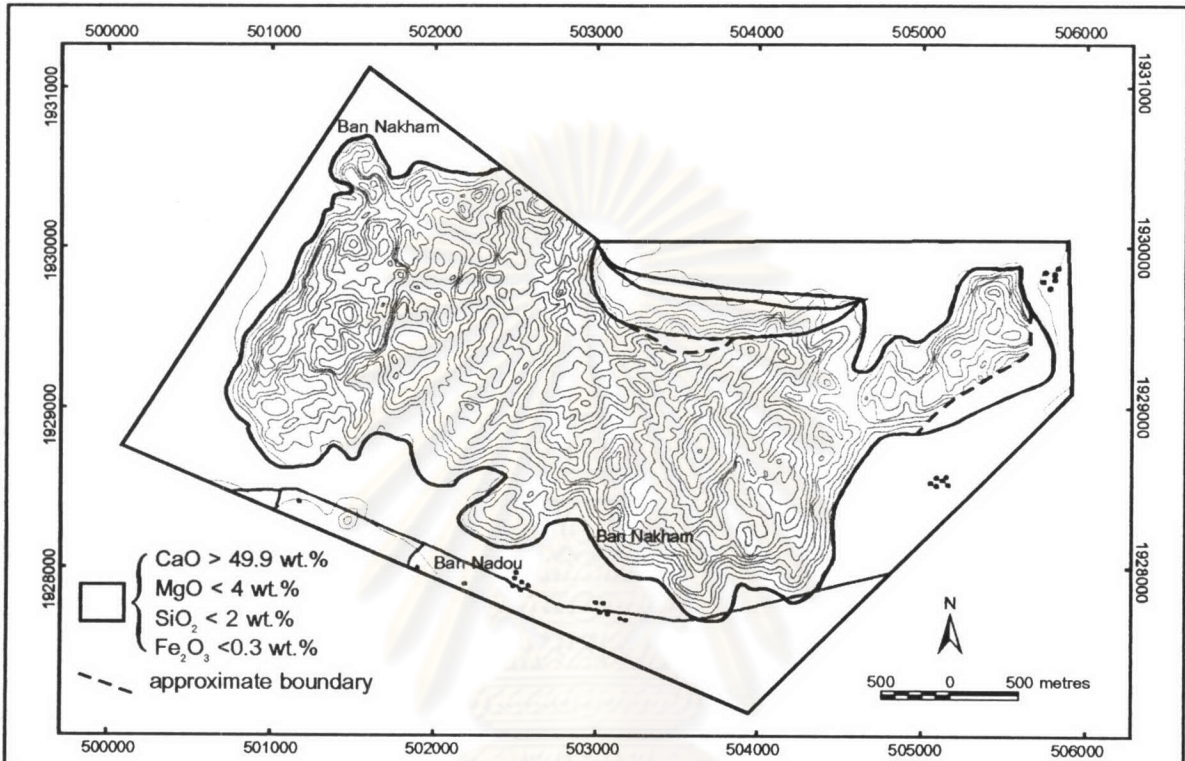 500000 501000 502000 503000 504000 505000 506000
1931000
1931000
Ban Nakham
1930000
1930000
1929000
1929000
Ban Nakham
Ban Nadou
1928000
1928000
CaO > 49.9 wt.%
MgO < 4 wt.%
SiO₂ < 2 wt.%
Fe₂O₃ <0.3 wt.%
approximate boundary
N
500 0 500 metres
500000 501000 502000 503000 504000 505000 506000